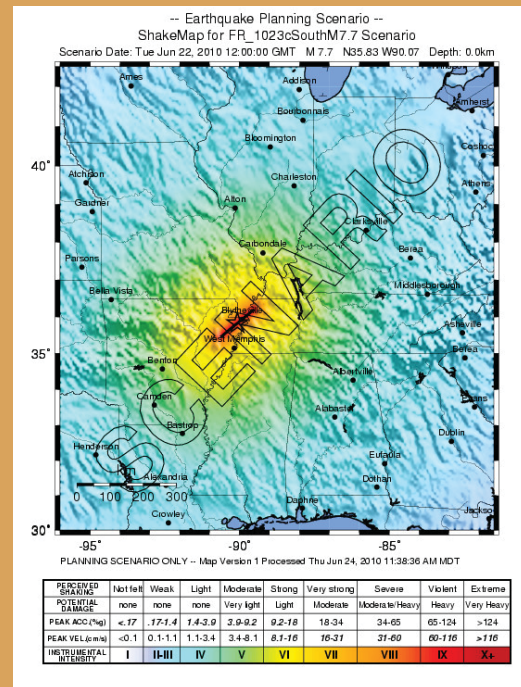 -- Earthquake Planning Scenario --
ShakeMap for FR_1023cSouthM7.7 Scenario
Scenario Date: Tue Jun 22, 2010 12:00:00 GMT M 7.7 N35.83 W90.07 Depth: 0.0km
Ames
Addison
Amherst
Bourbonnais
Bloomington
Coshoc
40°
Atchison
Charleston
Athens
Gardner
Alton
Clarksville
Carbondale
Parsons
Berea
Bella Vista
Middlesborough
Blytheville
Asheville
35°
West Memphis
Berea
Benton
Albertville
Camden
Evans
Alabaster
Bastrop
Dublin
Henderson
Eufaula
km
Alexandria
Dothan
0 100 200 300
Daphne
Jackso
Crowley
30°
SCENARIO
-95° -90° -85°
PLANNING SCENARIO ONLY -- Map Version 1 Processed Thu Jun 24, 2010 11:38:36 AM MDT
PERCEIVED SHAKING Not felt Weak Light Moderate Strong Very strong Severe Violent Extreme
POTENTIAL DAMAGE none none none Very light Light Moderate Moderate/Heavy Heavy Very Heavy
PEAK ACC.(%g) <.17 .17-1.4 1.4-3.9 3.9-9.2 9.2-18 18-34 34-65 65-124 >124
PEAK VEL.(cm/s) <0.1 0.1-1.1 1.1-3.4 3.4-8.1 8.1-16 16-31 31-60 60-116 >116
INSTRUMENTAL INTENSITY I II-III IV V VI VII VIII IX X+